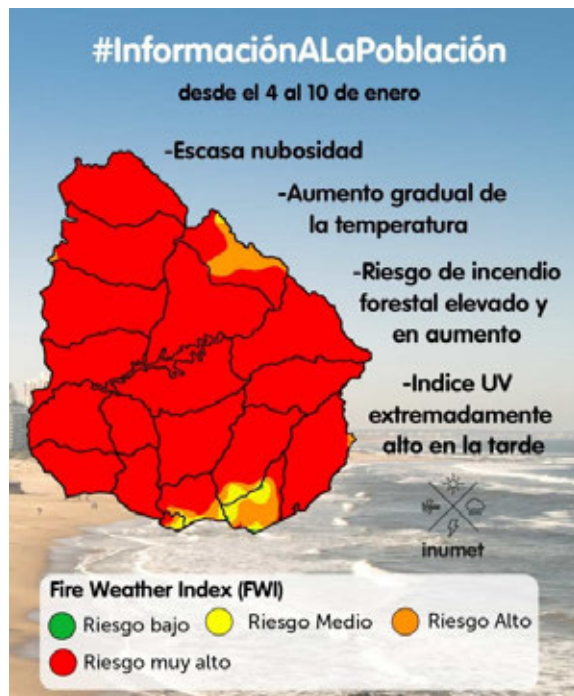 #InformaciónALaPoblación
desde el 4 al 10 de enero
-Escasa nubosidad
-Aumento gradual de
la temperatura
-Riesgo de incendio
forestal elevado y
en aumento
-Indice UV
extremadamente
alto en la tarde
inumet
Fire Weather Index (FWI)
Riesgo bajo
Riesgo Medio
Riesgo Alto
Riesgo muy alto